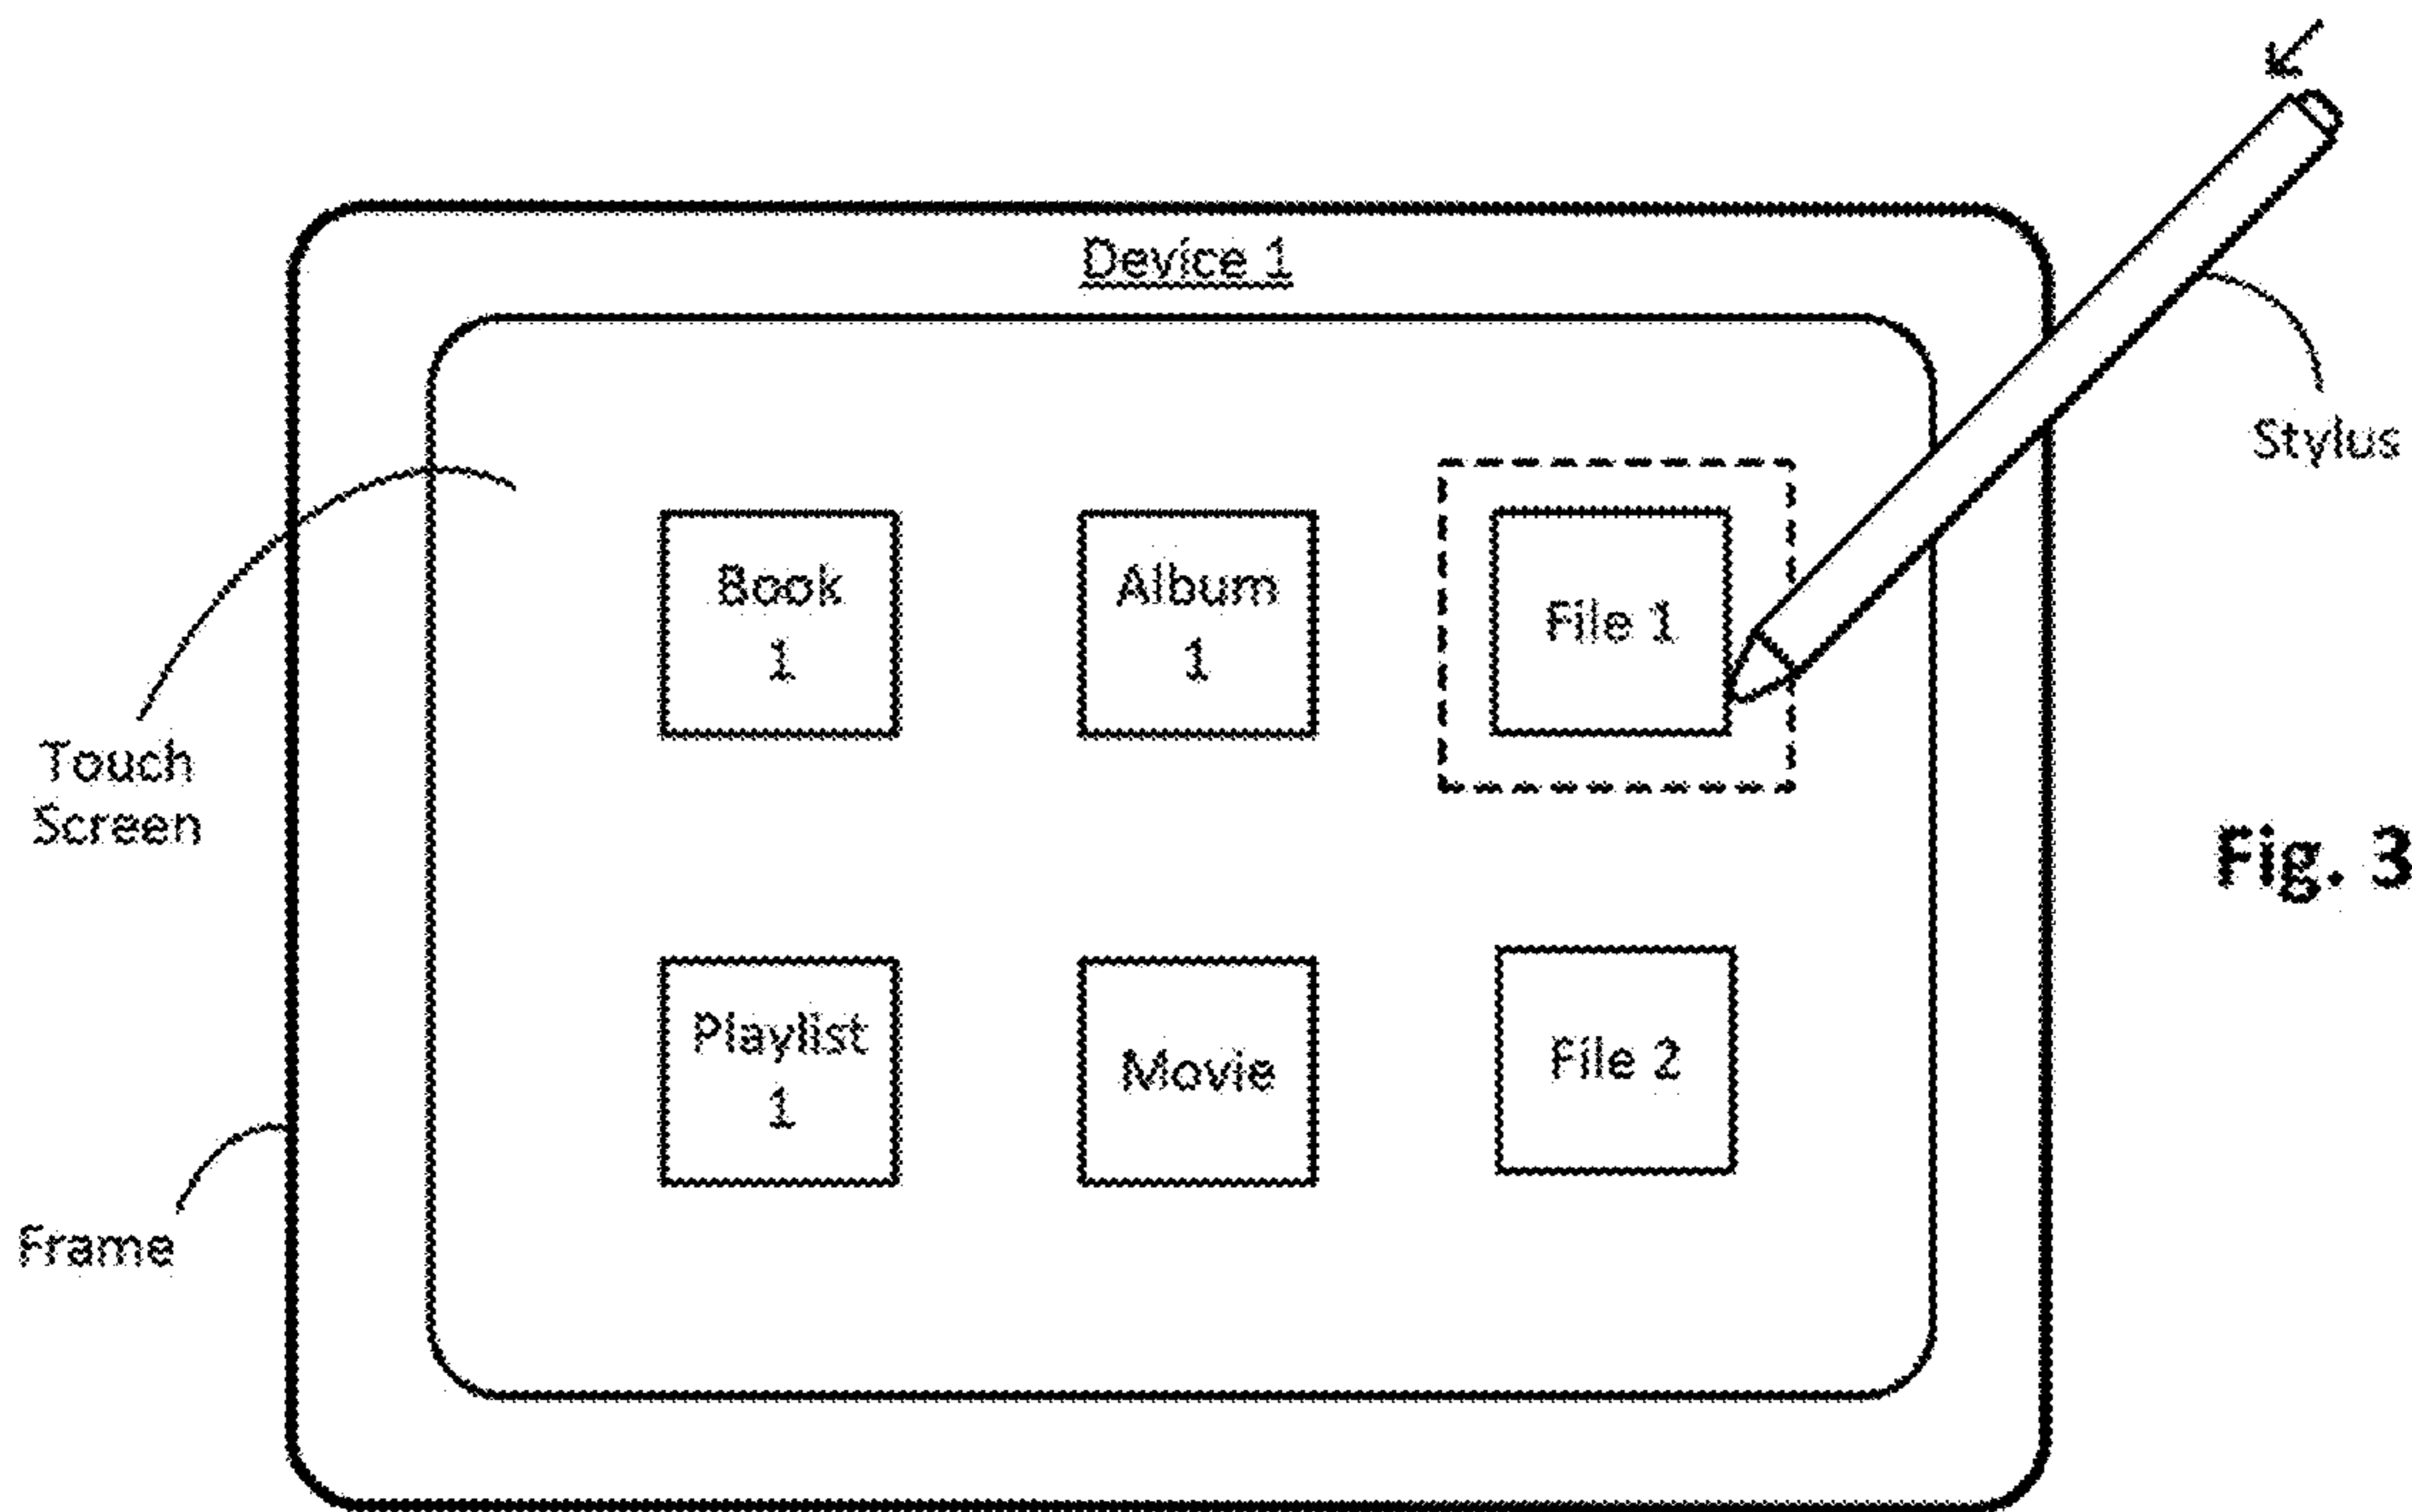 Device 1
Stylus
Book
1
Album
1
File 1
Touch
Screen
Fig. 3
Playlist
1
Movie
File 2
Frame